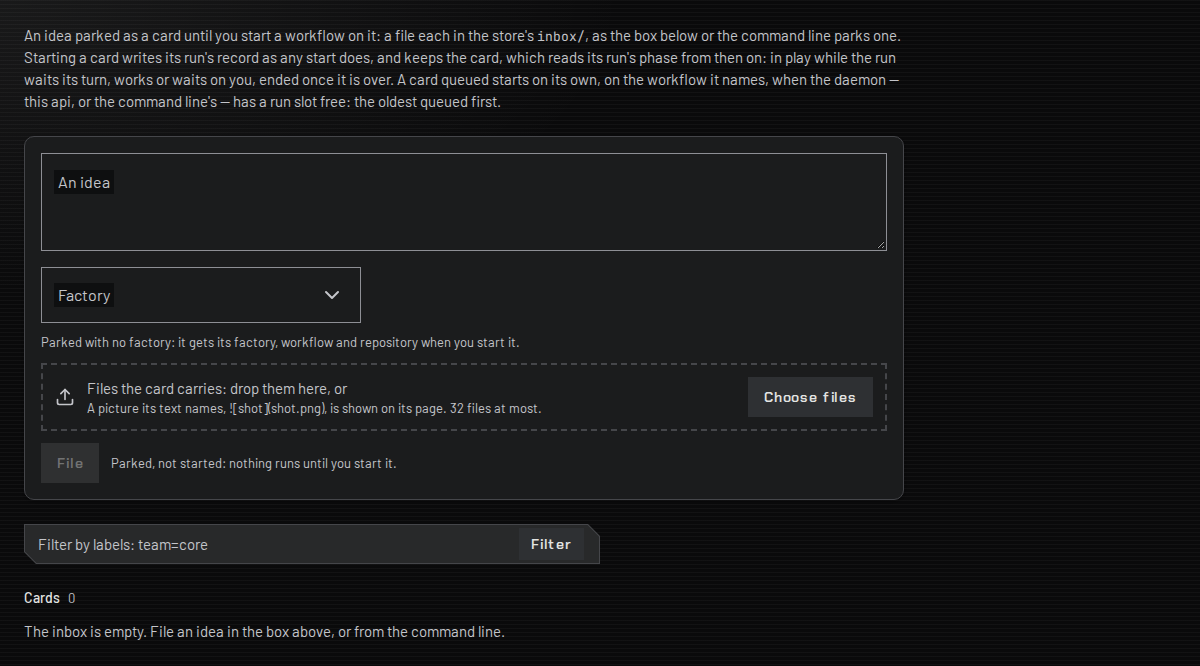 An idea parked as a card until you start a workflow on it: a file each in the store's inbox/, as the box below or the command line parks one.
Starting a card writes its run's record as any start does, and keeps the card, which reads its run's phase from then on: in play while the run
waits its turn, works or waits on you, ended once it is over. A card queued starts on its own, on the workflow it names, when the daemon —
this api, or the command line's — has a run slot free: the oldest queued first.
An idea
Factory
Parked with no factory: it gets its factory, workflow and repository when you start it.
Files the card carries: drop them here, or
A picture its text names, ![shot](shot.png), is shown on its page. 32 files at most.
Choose files
File
Parked, not started: nothing runs until you start it.
Filter by labels: team=core
Filter
Cards 0
The inbox is empty. File an idea in the box above, or from the command line.